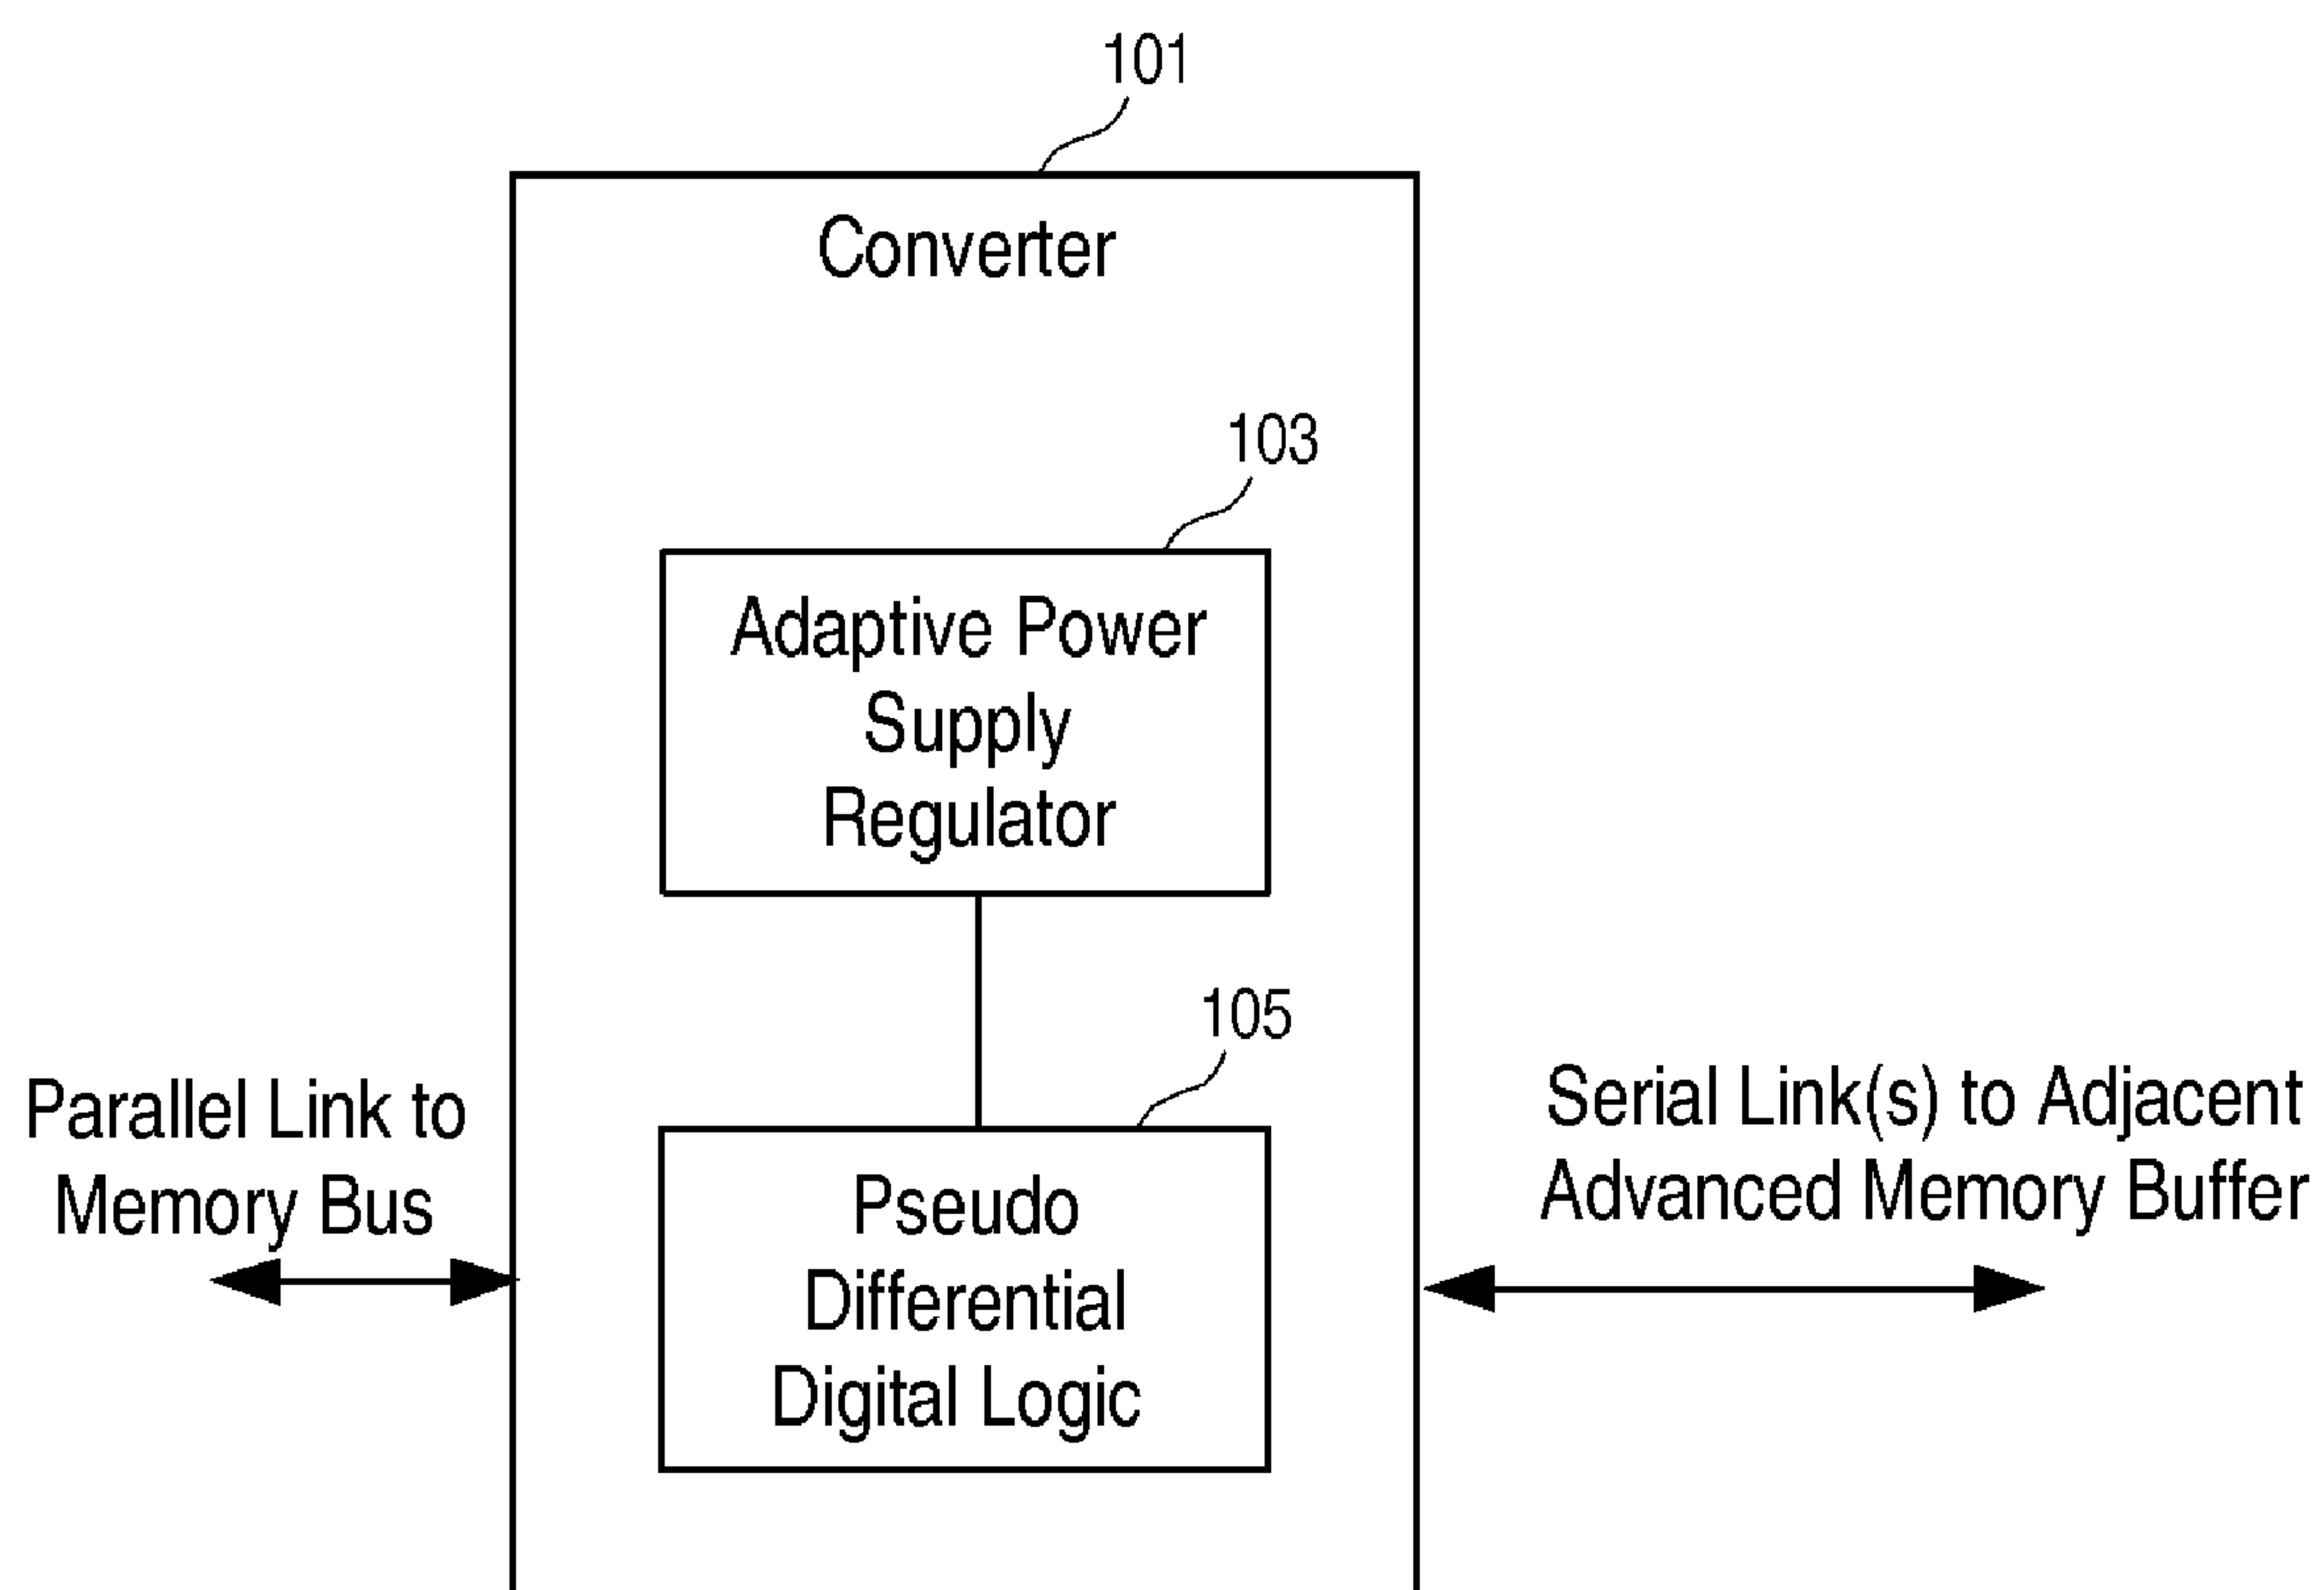 101
Converter
103
Adaptive Power
Supply
Regulator
105
Parallel Link to
Memory Bus
Pseudo
Differential
Digital Logic
Serial Link(s) to Adjacent
Advanced Memory Buffer